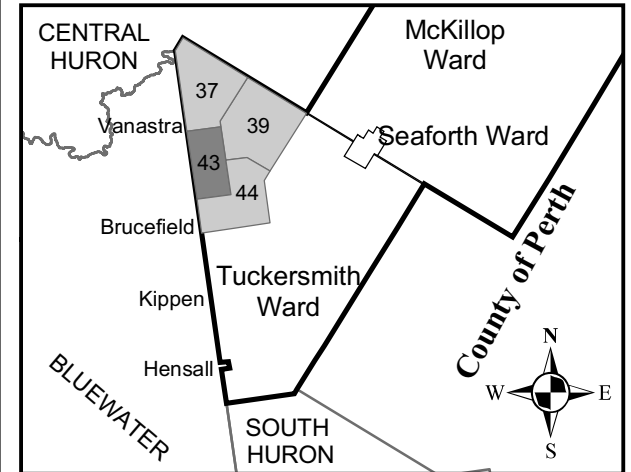 CENTRAL
HURON
McKillop
Ward
37
Vanastra
39
Seaforth Ward
43
44
Brucefield
Tuckersmith
Ward
Kippen
County of Perth
Hensall
N
W
E
S
BLUEWATER
SOUTH
HURON